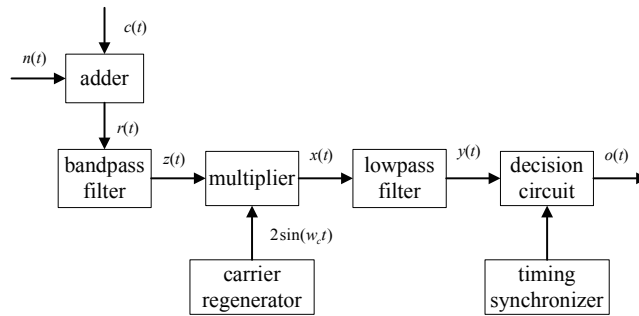 c(t)
n(t)
adder
r(t)
bandpass
filter
z(t)
multiplier
x(t)
lowpass
filter
y(t)
decision
circuit
o(t)
2sin(w_c t)
carrier
regenerator
timing
synchronizer